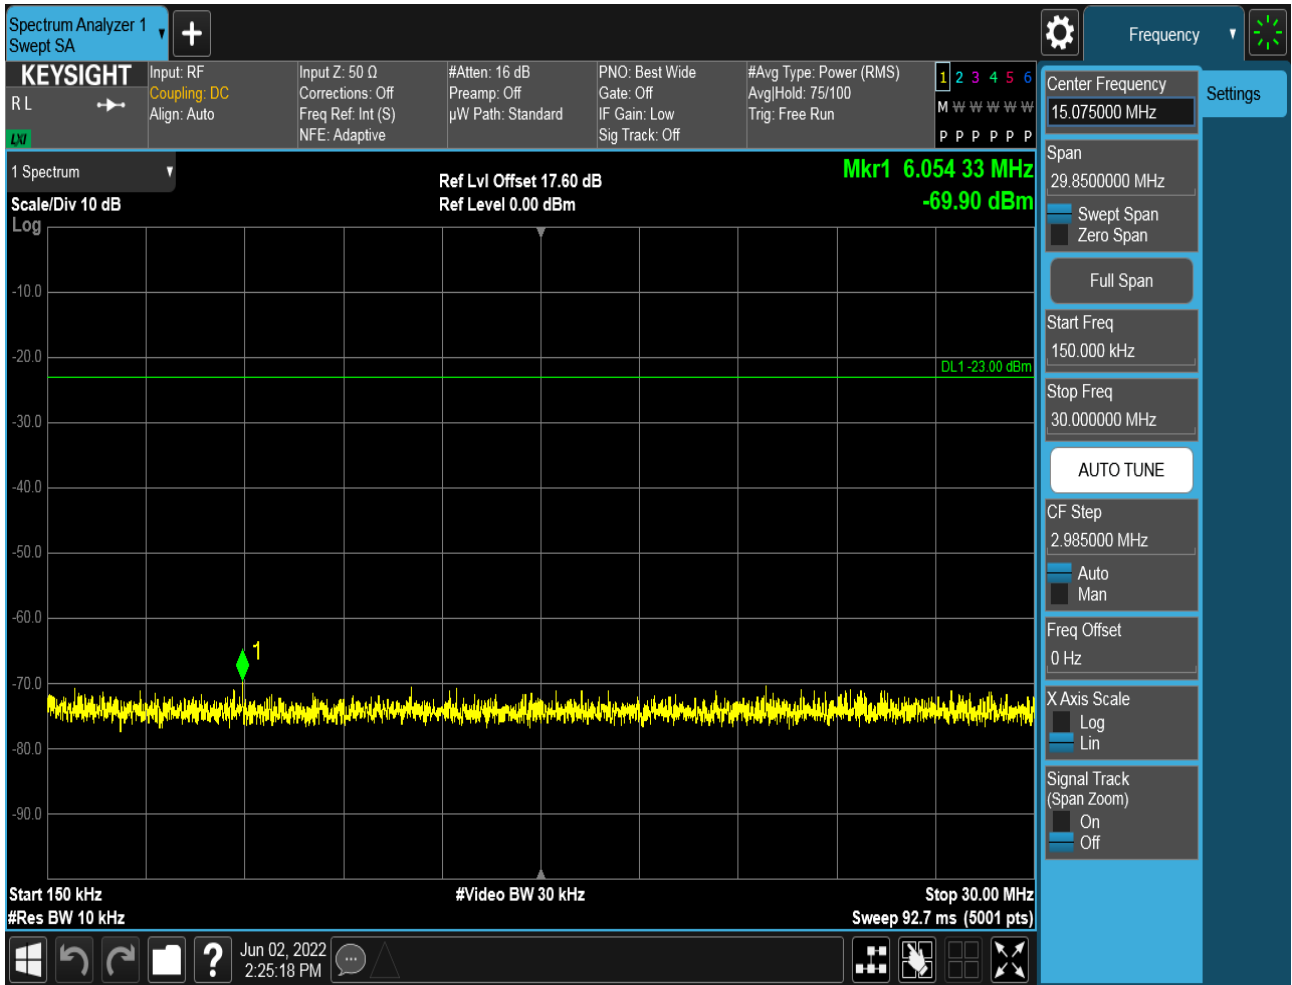 Spectrum Analyzer 1
Swept SA
Frequency
KEYSIGHT
R L
LXI
Input: RF
Coupling: DC
Align: Auto
Input Z: 50 Ω
Corrections: Off
Freq Ref: Int (S)
NFE: Adaptive
#Atten: 16 dB
Preamp: Off
µW Path: Standard
PNO: Best Wide
Gate: Off
IF Gain: Low
Sig Track: Off
#Avg Type: Power (RMS)
Avg|Hold: 75/100
Trig: Free Run
1 2 3 4 5 6
M W W W W W
P P P P P P
1 Spectrum
Scale/Div 10 dB
Log
Ref Lvl Offset 17.60 dB
Ref Level 0.00 dBm
Mkr1 6.054 33 MHz
-69.90 dBm
-10.0
-20.0
DL1 -23.00 dBm
-30.0
-40.0
-50.0
-60.0
1
-70.0
-80.0
-90.0
Start 150 kHz
#Res BW 10 kHz
#Video BW 30 kHz
Stop 30.00 MHz
Sweep 92.7 ms (5001 pts)
Jun 02, 2022
2:25:18 PM
Center Frequency
15.075000 MHz
Settings
Span
29.8500000 MHz
Swept Span
Zero Span
Full Span
Start Freq
150.000 kHz
Stop Freq
30.000000 MHz
AUTO TUNE
CF Step
2.985000 MHz
Auto
Man
Freq Offset
0 Hz
X Axis Scale
Log
Lin
Signal Track
(Span Zoom)
On
Off